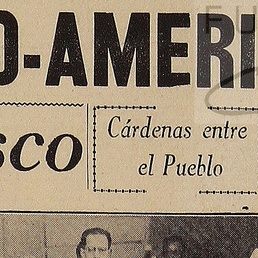 O-AMERI
sco
Cárdenas entre
el Pueblo